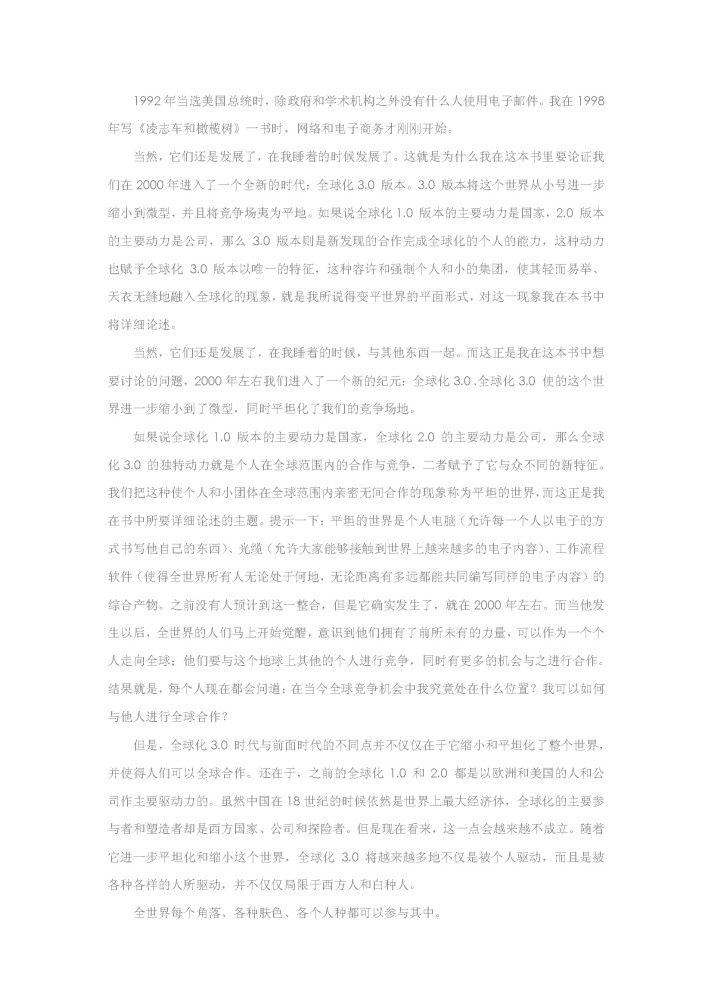 1992年当选美国总统时，除政府和学术机构之外没有什么人使用电子邮件。我在1998
年写《凌志车和橄榄树》一书时，网络和电子商务才刚刚开始。
当然，它们还是发展了，在我睡着的时候发展了。这就是为什么我在这本书里要论证我
们在2000年进入了一个全新的时代：全球化3.0 版本。3.0 版本将这个世界从小号进一步
缩小到微型，并且将竞争场夷为平地。如果说全球化1.0 版本的主要动力是国家，2.0 版本
的主要动力是公司，那么 3.0 版本则是新发现的合作完成全球化的个人的能力，这种动力
也赋予全球化 3.0 版本以唯一的特征，这种容许和强制个人和小的集团，使其轻而易举、
天衣无缝地融入全球化的现象，就是我所说得变平世界的平面形式，对这一现象我在本书中
将详细论述。
当然，它们还是发展了，在我睡着的时候，与其他东西一起。而这正是我在这本书中想
要讨论的问题，2000年左右我们进入了一个新的纪元：全球化3.0.全球化3.0 使的这个世
界进一步缩小到了微型，同时平坦化了我们的竞争场地。
如果说全球化1.0 版本的主要动力是国家，全球化2.0 的主要动力是公司，那么全球
化3.0 的独特动力就是个人在全球范围内的合作与竞争，二者赋予了它与众不同的新特征。
我们把这种使个人和小团体在全球范围内亲密无间合作的现象称为平坦的世界，而这正是我
在书中所要详细论述的主题。提示一下：平坦的世界是个人电脑（允许每一个人以电子的方
式书写他自己的东西）、光缆（允许大家能够接触到世界上越来越多的电子内容）、工作流程
软件（使得全世界所有人无论处于何地，无论距离有多远都能共同编写同样的电子内容）的
综合产物。之前没有人预计到这一整合，但是它确实发生了，就在2000年左右。而当他发
生以后，全世界的人们马上开始觉醒，意识到他们拥有了前所未有的力量，可以作为一个个
人走向全球；他们要与这个地球上其他的个人进行竞争，同时有更多的机会与之进行合作。
结果就是，每个人现在都会问道：在当今全球竞争机会中我究竟处在什么位置？我可以如何
与他人进行全球合作？
但是，全球化3.0 时代与前面时代的不同点并不仅仅在于它缩小和平坦化了整个世界，
并使得人们可以全球合作。还在于，之前的全球化1.0 和 2.0 都是以欧洲和美国的人和公
司作主要驱动力的。虽然中国在18世纪的时候依然是世界上最大经济体，全球化的主要参
与者和塑造者却是西方国家、公司和探险者。但是现在看来，这一点会越来越不成立。随着
它进一步平坦化和缩小这个世界，全球化 3.0 将越来越多地不仅是被个人驱动，而且是被
各种各样的人所驱动，并不仅仅局限于西方人和白种人。
全世界每个角落、各种肤色、各个人种都可以参与其中。